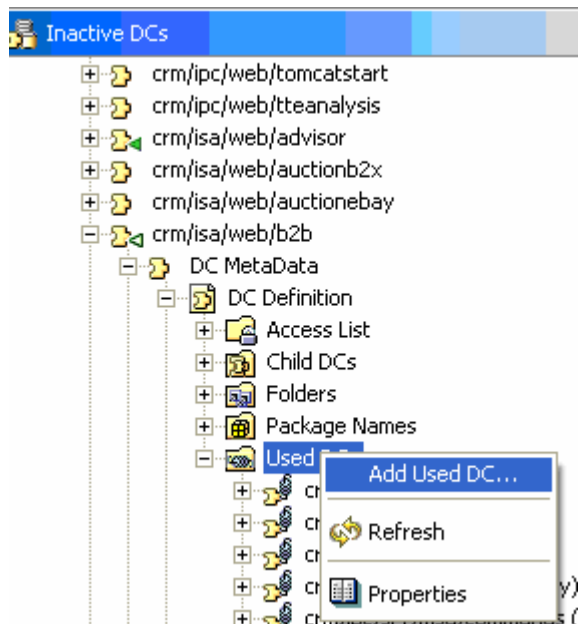 Inactive DCs
crm/ipc/web/tomcatstart
crm/ipc/web/tteanalysis
crm/isa/web/advisor
crm/isa/web/auctionb2x
crm/isa/web/auctionebay
crm/isa/web/b2b
DC MetaData
DC Definition
Access List
Child DCs
Folders
Package Names
Used
Add Used DC...
Refresh
Properties